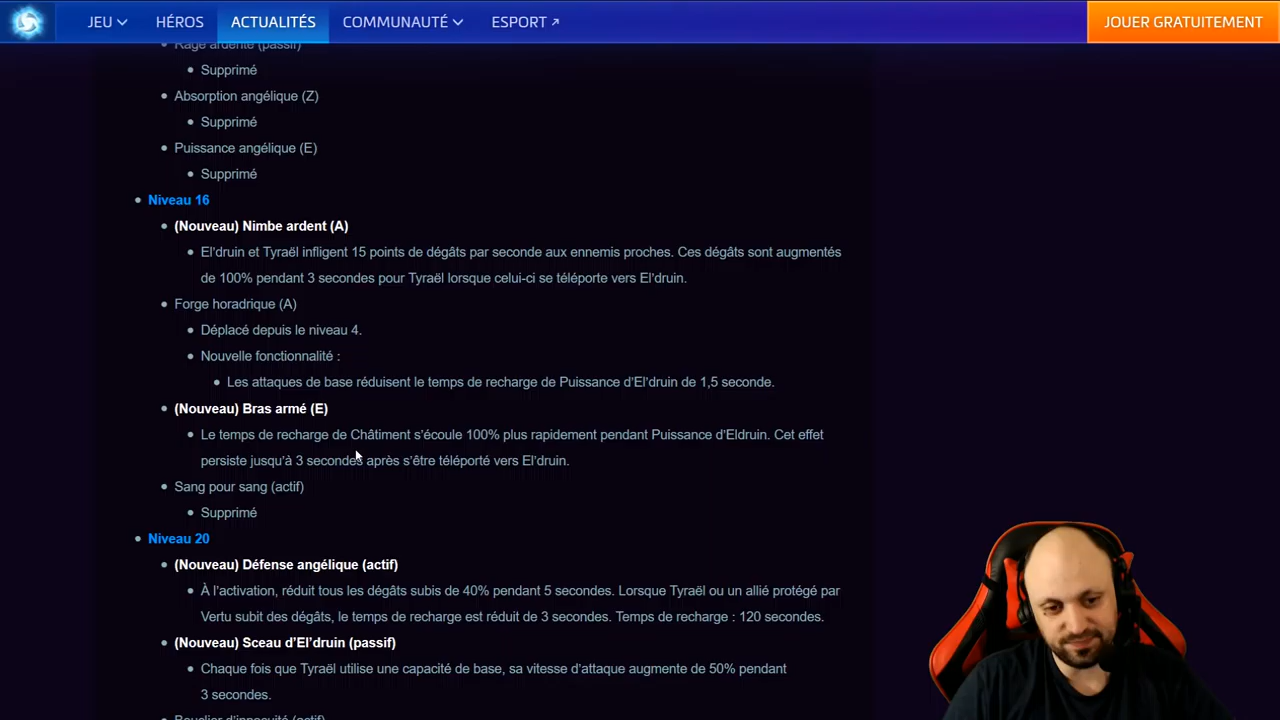 JEU HÉROS ACTUALITÉS COMMUNAUTÉ ESPORT JOUER GRATUITEMENT
Rage ardente (passif)
Supprimé
Absorption angélique (Z)
Supprimé
Puissance angélique (E)
Supprimé
Niveau 16
(Nouveau) Nimbe ardent (A)
El’druin et Tyraël infligent 15 points de dégâts par seconde aux ennemis proches. Ces dégâts sont augmentés
de 100% pendant 3 secondes pour Tyraël lorsque celui-ci se téléporte vers El’druin.
Forge horadrique (A)
Déplacé depuis le niveau 4.
Nouvelle fonctionnalité :
Les attaques de base réduisent le temps de recharge de Puissance d’El’druin de 1,5 seconde.
(Nouveau) Bras armé (E)
Le temps de recharge de Châtiment s’écoule 100% plus rapidement pendant Puissance d’Eldruin. Cet effet
persiste jusqu’à 3 secondes après s’être téléporté vers El’druin.
Sang pour sang (actif)
Supprimé
Niveau 20
(Nouveau) Défense angélique (actif)
À l’activation, réduit tous les dégâts subis de 40% pendant 5 secondes. Lorsque Tyraël ou un allié protégé par
Vertu subit des dégâts, le temps de recharge est réduit de 3 secondes. Temps de recharge : 120 secondes.
(Nouveau) Sceau d’El’druin (passif)
Chaque fois que Tyraël utilise une capacité de base, sa vitesse d’attaque augmente de 50% pendant
3 secondes.
Bouclier d’innocuité (actif)